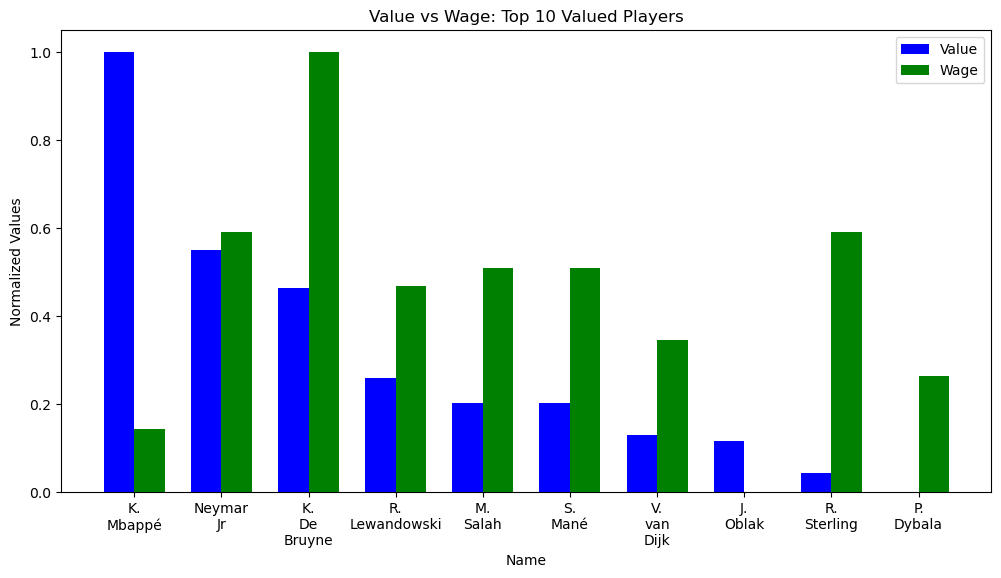 Value vs Wage: Top 10 Valued Players
Value
Wage
Normalized Values
1.0
0.8
0.6
0.4
0.2
0.0
K.
Mbappé
Neymar
Jr
K.
De
Bruyne
R.
Lewandowski
M.
Salah
S.
Mané
V.
van
Dijk
J.
Oblak
R.
Sterling
P.
Dybala
Name